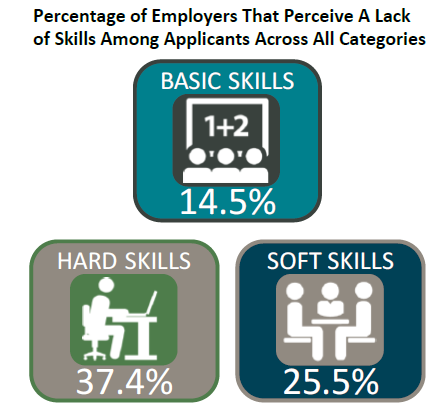 Percentage of Employers That Perceive A Lack
of Skills Among Applicants Across All Categories
BASIC SKILLS
1+2
14.5%
HARD SKILLS
37.4%
SOFT SKILLS
25.5%